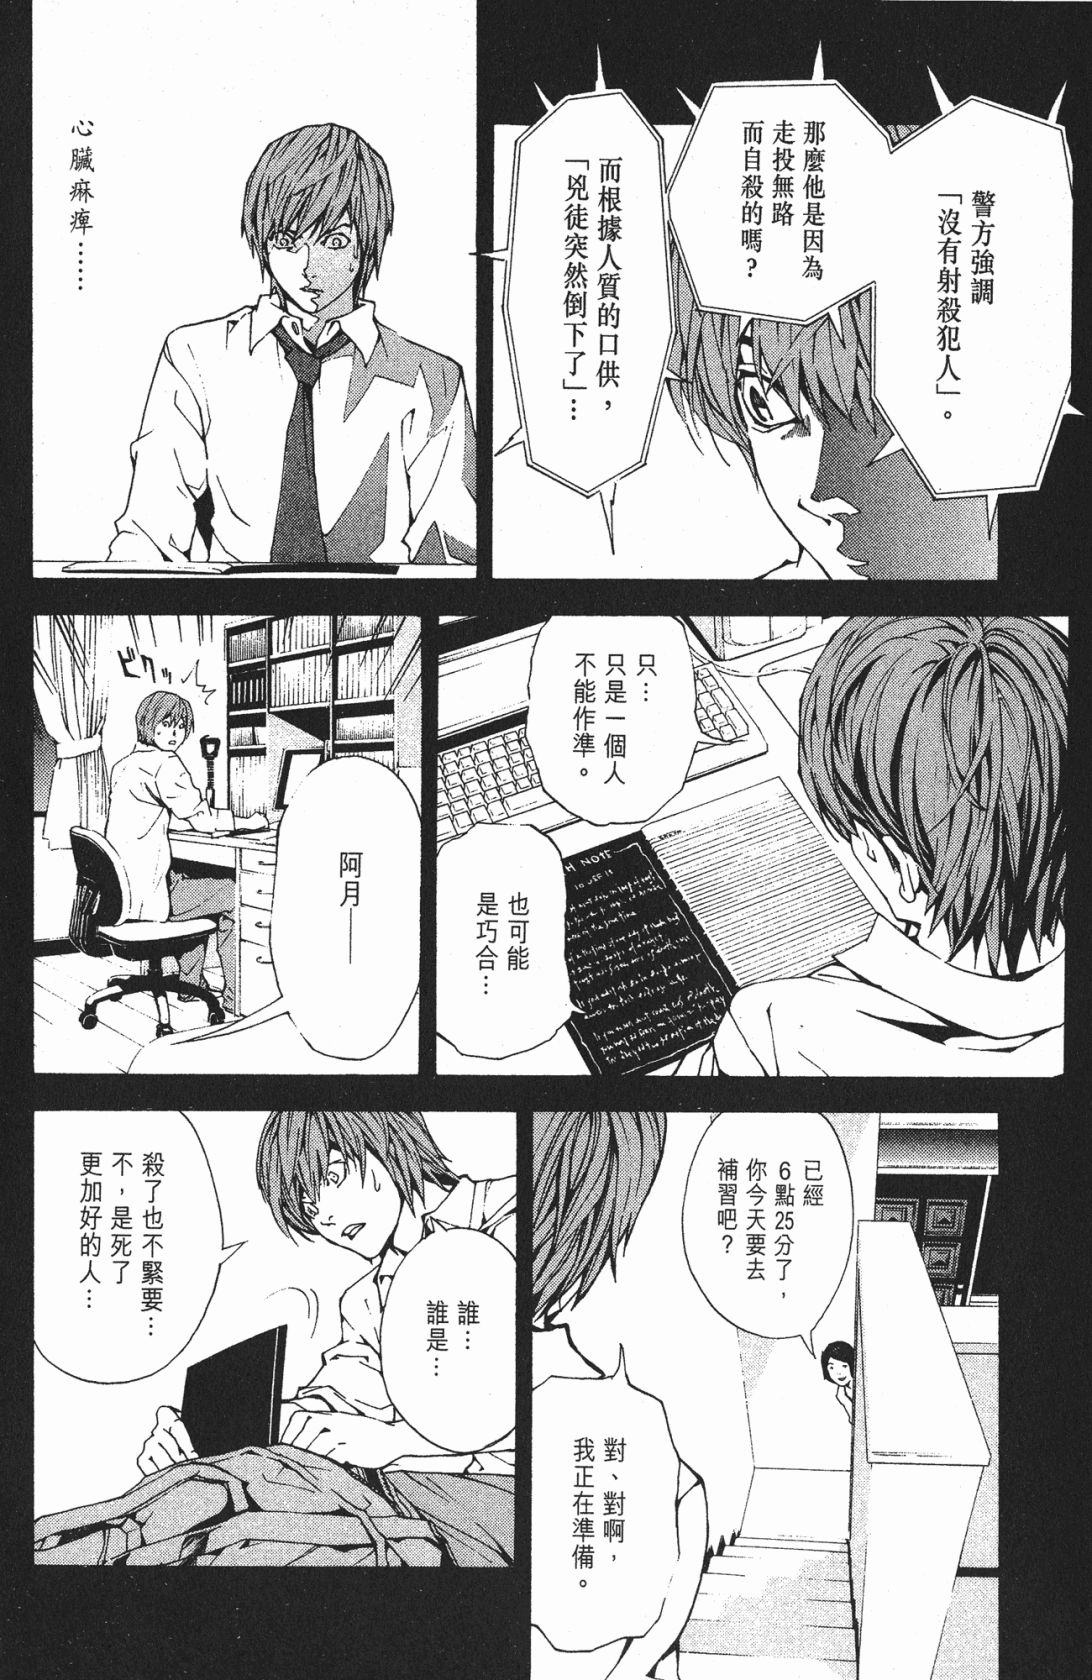 警方強調
「沒有射殺犯人」。
那麼他是因為
走投無路
而自殺的嗎？
而根據人質的口供，
「兇徒突然倒下了」…
心臟麻痺……
只…
只是一個人
不能作準。
也可能
是巧合…
NOTE
ビクッ
阿月——
已經
6點25分了，
你今天要去
補習吧？
對、對啊，
我正在準備。
誰…
誰是…
殺了也不緊要…
不，是死了
更加好的人…